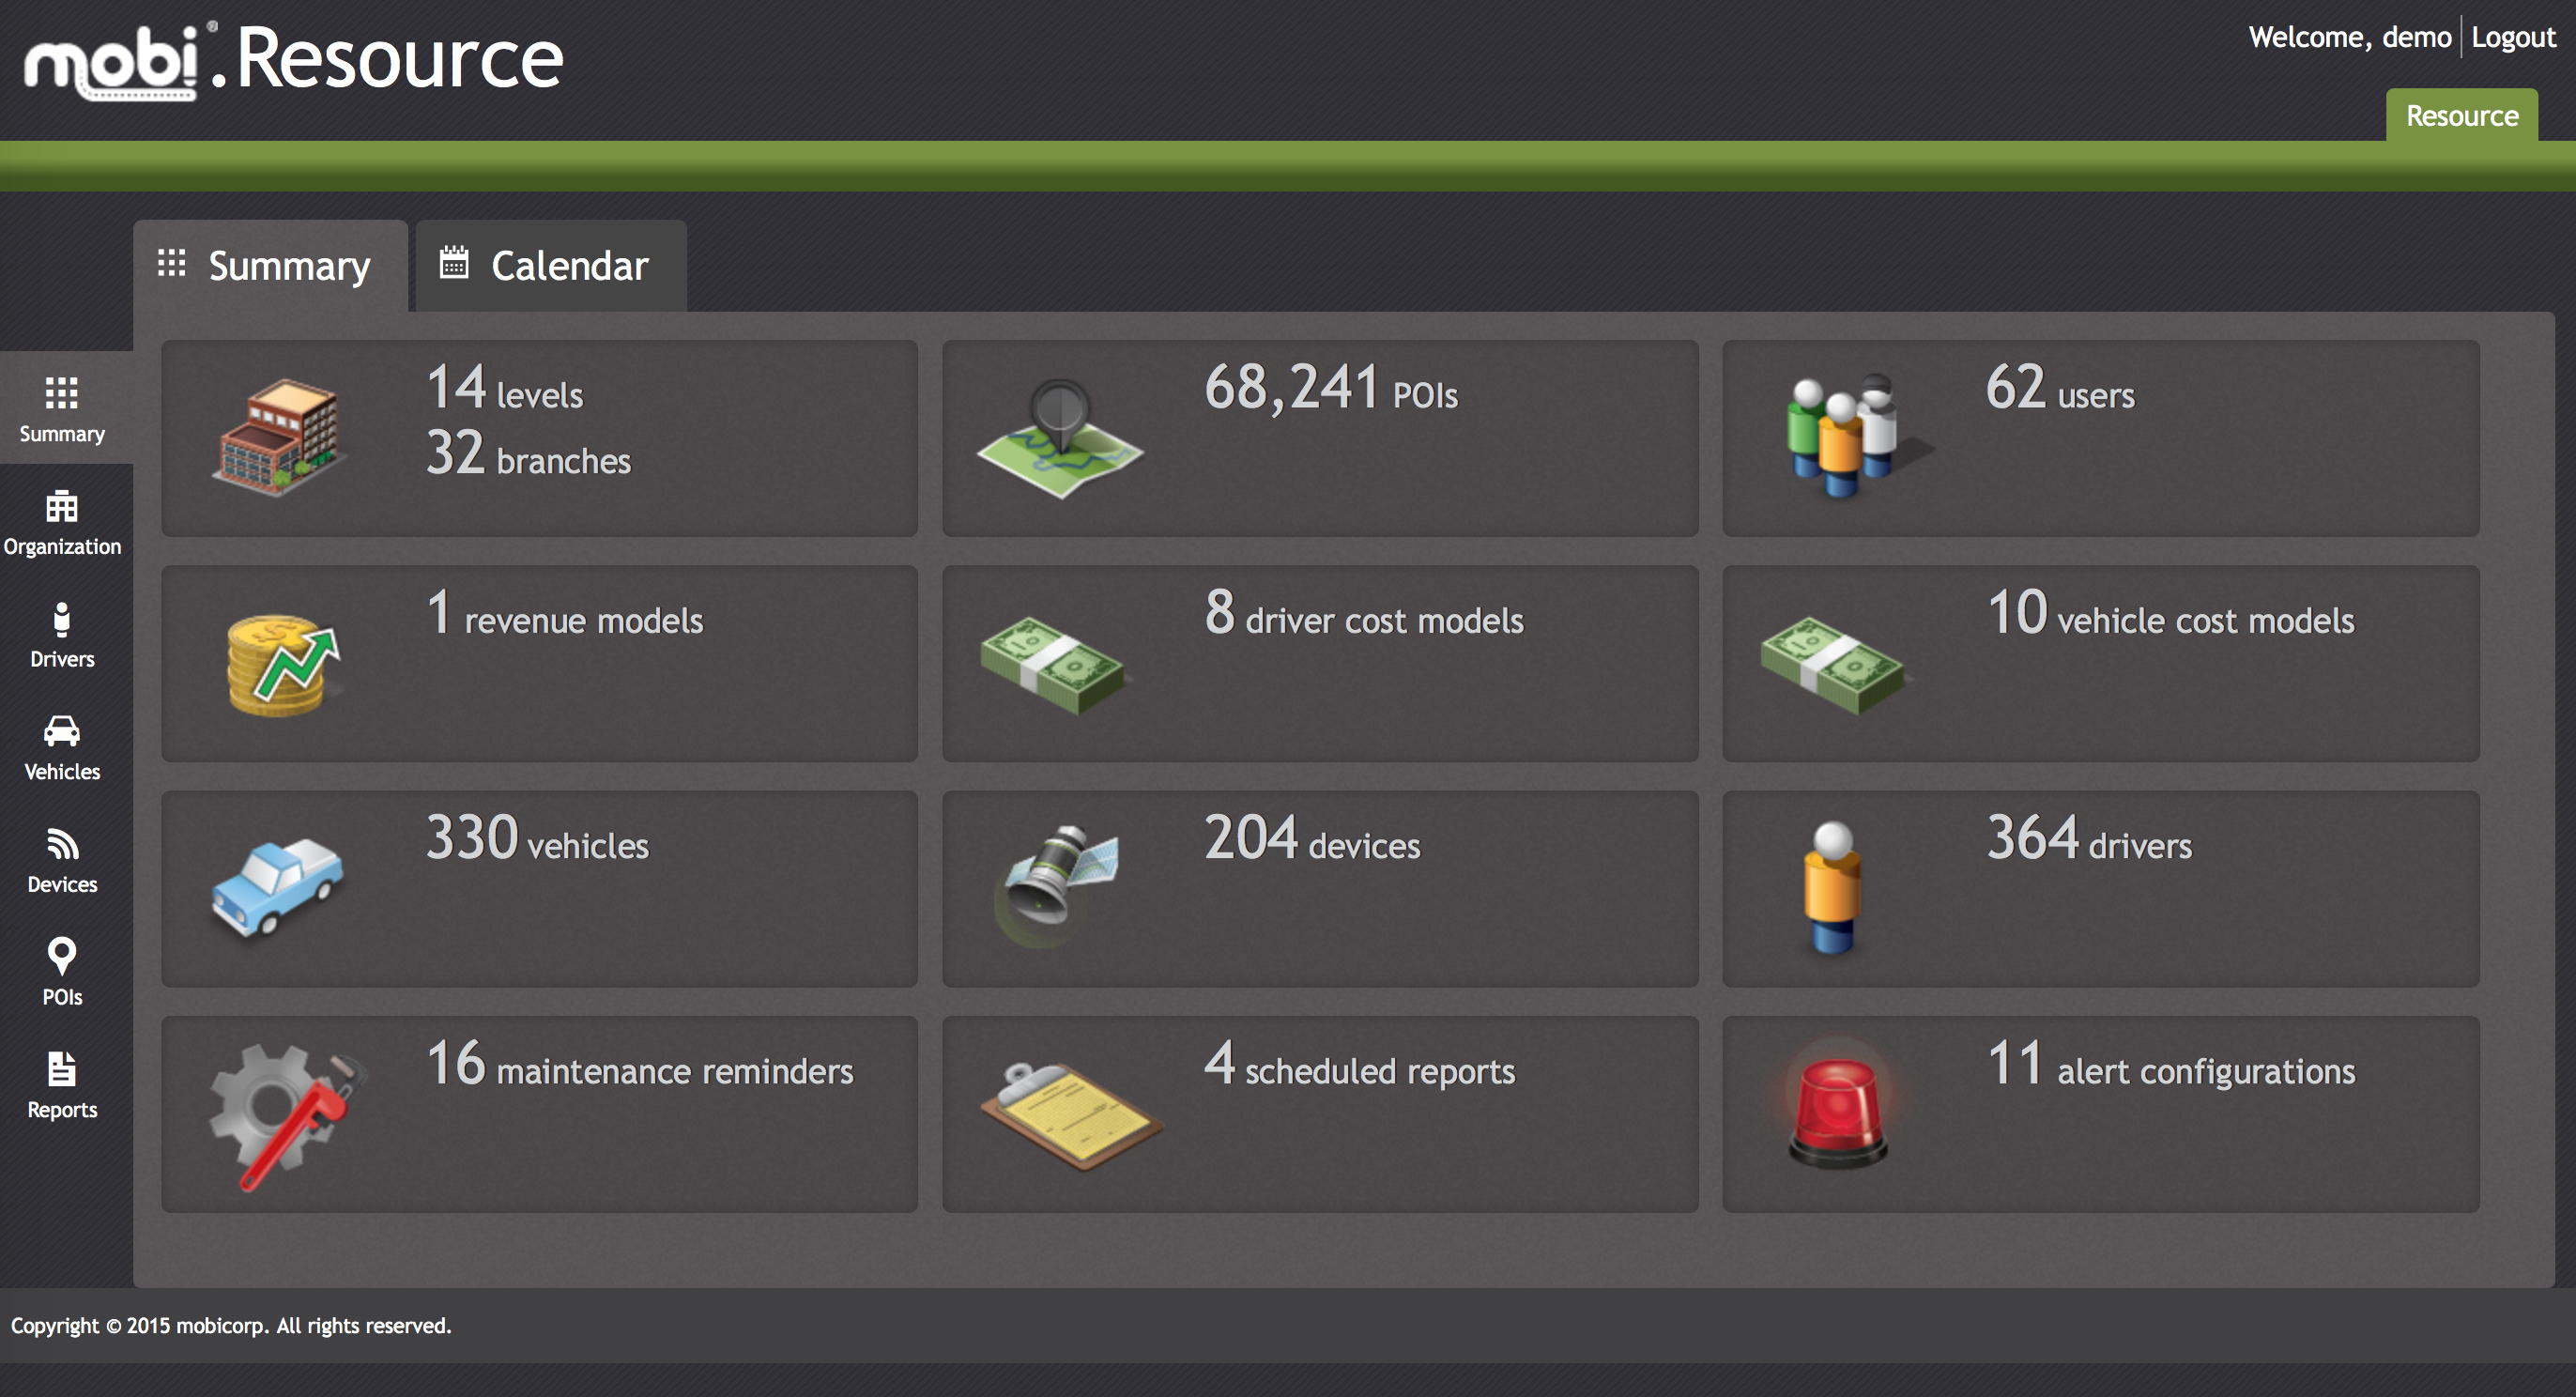 mobi®.Resource
Welcome, demo | Logout
Resource
Summary
Calendar
Summary
Organization
Drivers
Vehicles
Devices
POIs
Reports
14 levels
32 branches
68,241 POIs
62 users
1 revenue models
8 driver cost models
10 vehicle cost models
330 vehicles
204 devices
364 drivers
16 maintenance reminders
4 scheduled reports
11 alert configurations
Copyright © 2015 mobicorp. All rights reserved.